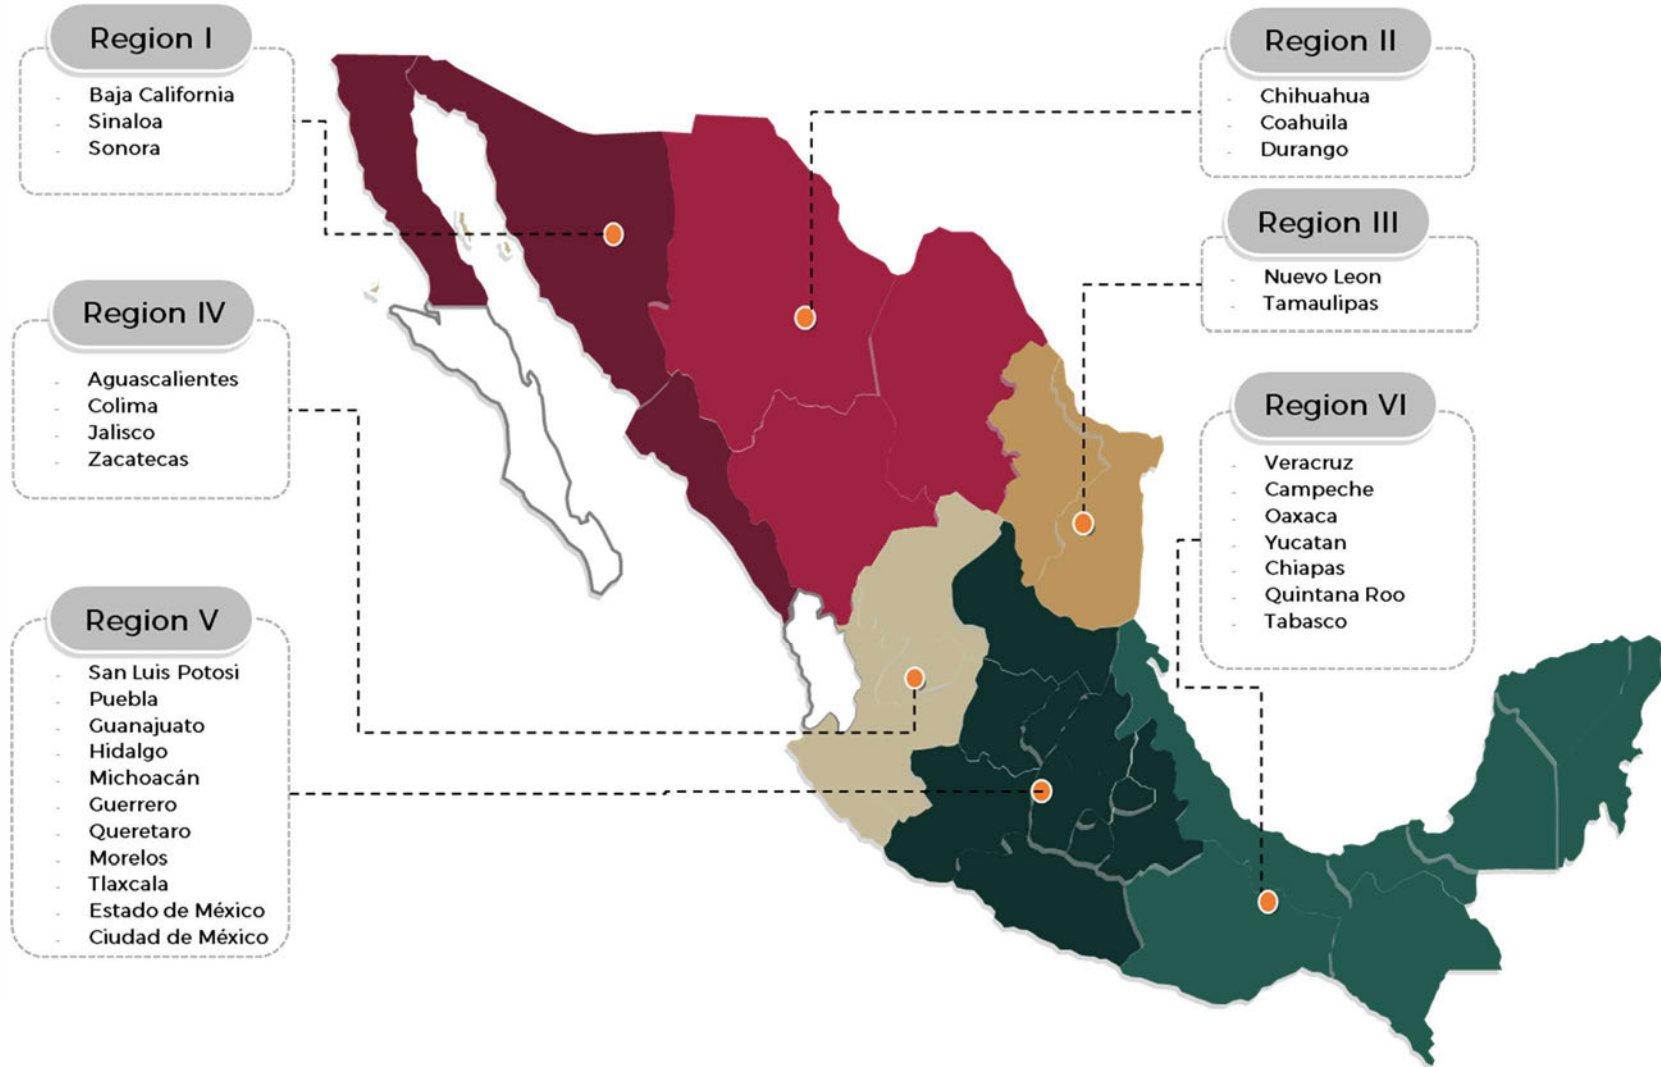 Region I
- Baja California
- Sinaloa
- Sonora
Region II
- Chihuahua
- Coahuila
- Durango
Region III
- Nuevo Leon
- Tamaulipas
Region IV
- Aguascalientes
- Colima
- Jalisco
- Zacatecas
Region V
- San Luis Potosi
- Puebla
- Guanajuato
- Hidalgo
- Michoacán
- Guerrero
- Queretaro
- Morelos
- Tlaxcala
- Estado de México
- Ciudad de México
Region VI
- Veracruz
- Campeche
- Oaxaca
- Yucatan
- Chiapas
- Quintana Roo
- Tabasco